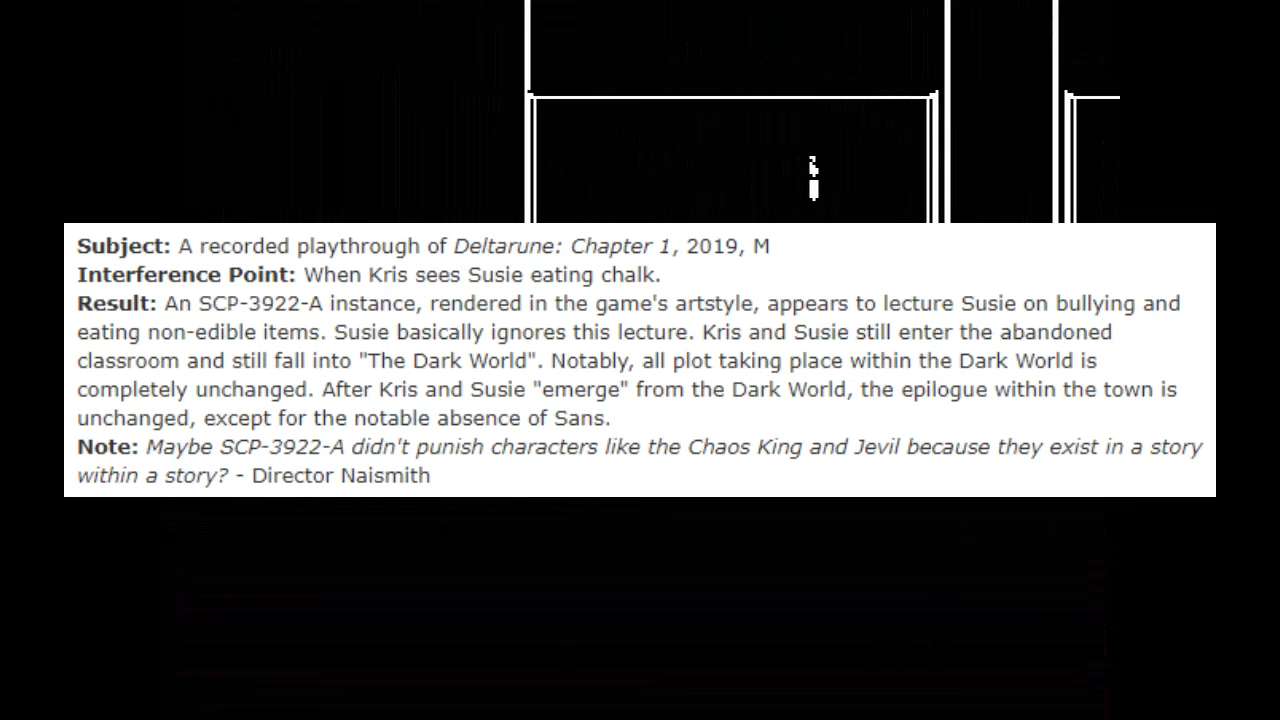 Subject: A recorded playthrough of Deltarune: Chapter 1, 2019, M
Interference Point: When Kris sees Susie eating chalk.
Result: An SCP-3922-A instance, rendered in the game's artstyle, appears to lecture Susie on bullying and
eating non-edible items. Susie basically ignores this lecture. Kris and Susie still enter the abandoned
classroom and still fall into "The Dark World". Notably, all plot taking place within the Dark World is
completely unchanged. After Kris and Susie "emerge" from the Dark World, the epilogue within the town is
unchanged, except for the notable absence of Sans.
Note: Maybe SCP-3922-A didn't punish characters like the Chaos King and Jevil because they exist in a story
within a story? - Director Naismith